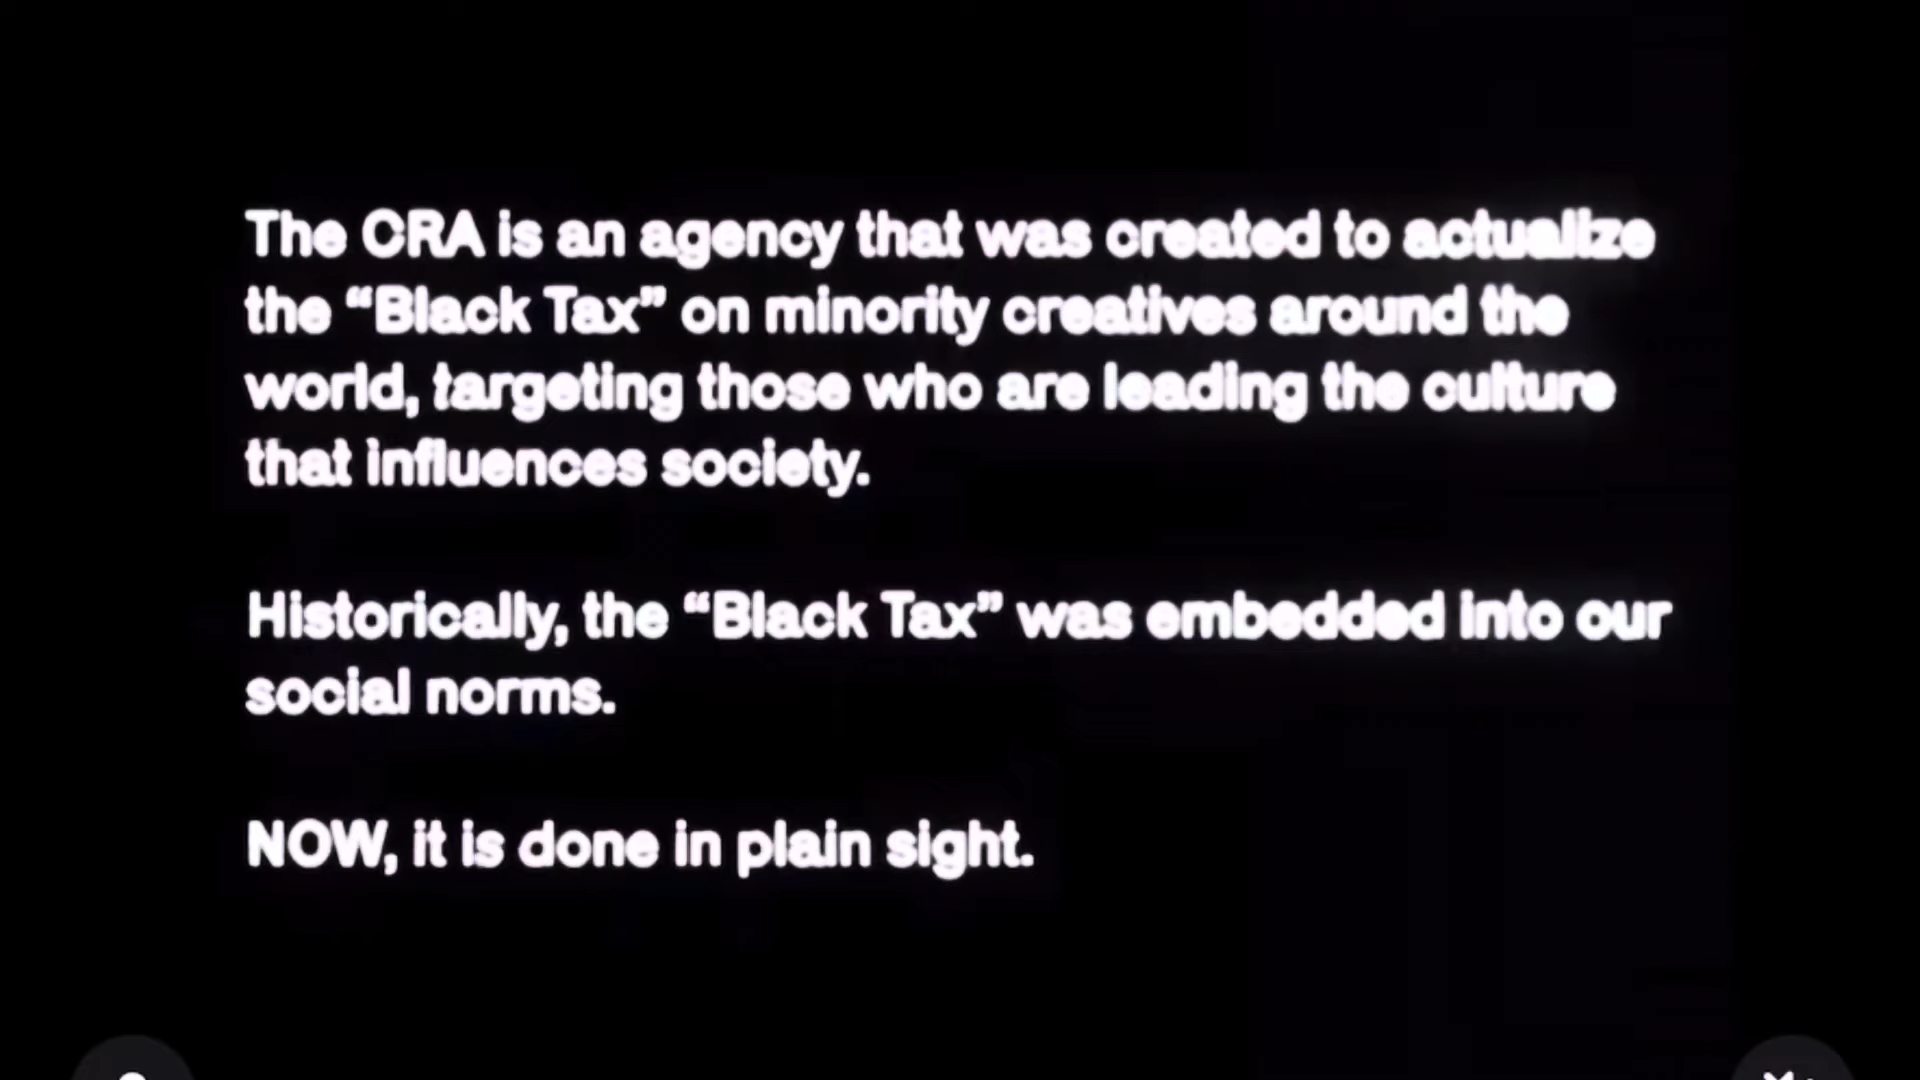 The CRA is an agency that was created to actualize
the “Black Tax” on minority creatives around the
world, targeting those who are leading the culture
that influences society.
Historically, the “Black Tax” was embedded into our
social norms.
NOW, it is done in plain sight.